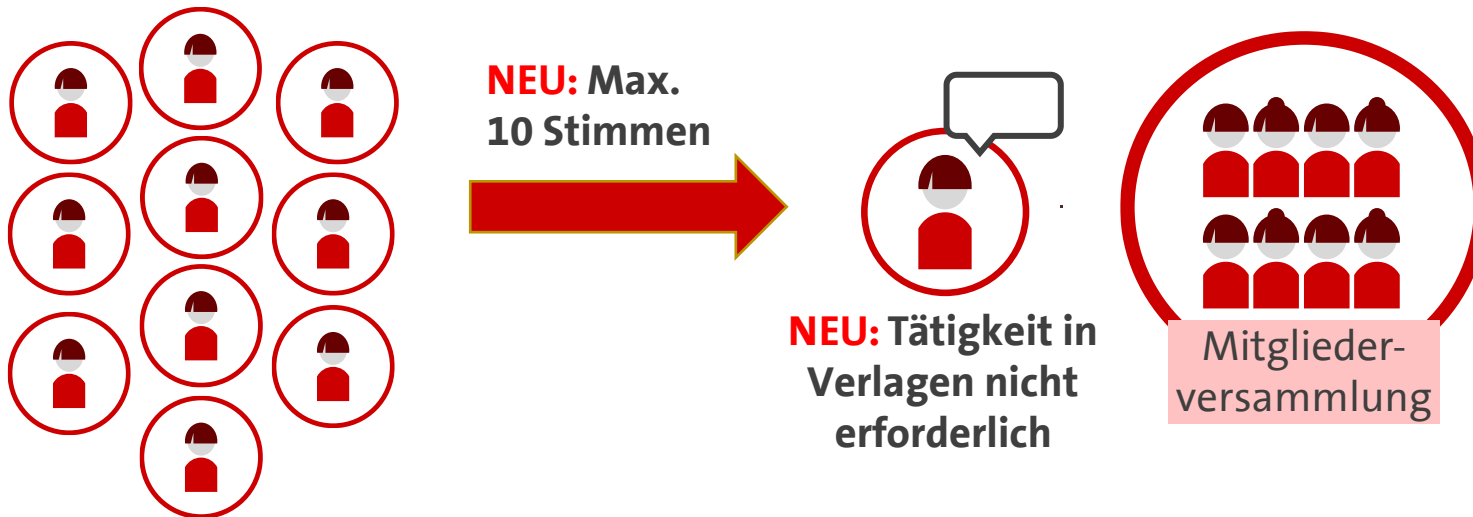 NEU: Max.
10 Stimmen
NEU: Tätigkeit in
Verlagen nicht
erforderlich
Mitglieder-
versammlung